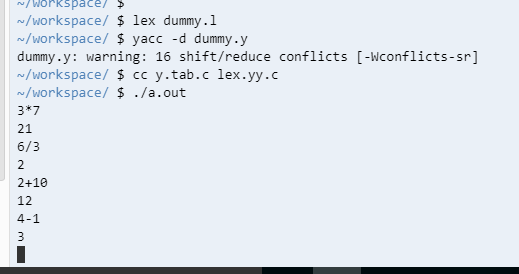 ~/workspace/ $
~/workspace/ $ lex dummy.l
~/workspace/ $ yacc -d dummy.y
dummy.y: warning: 16 shift/reduce conflicts [-Wconflicts-sr]
~/workspace/ $ cc y.tab.c lex.yy.c
~/workspace/ $ ./a.out
3*7
21
6/3
2
2+10
12
4-1
3